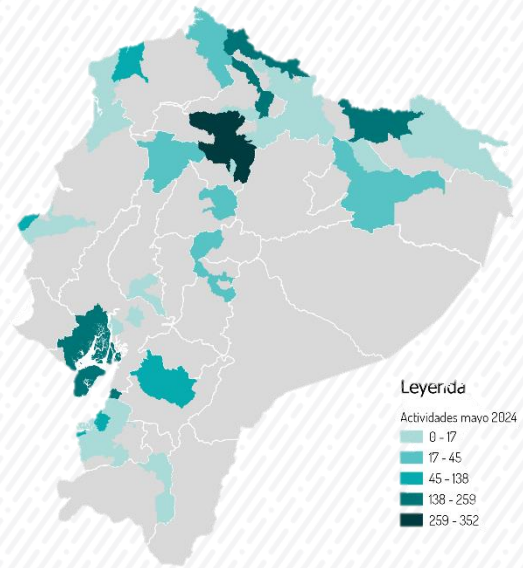 Leyenda
Actividades mayo 2024
0 - 17
17 - 45
45 - 138
138 - 259
259 - 352